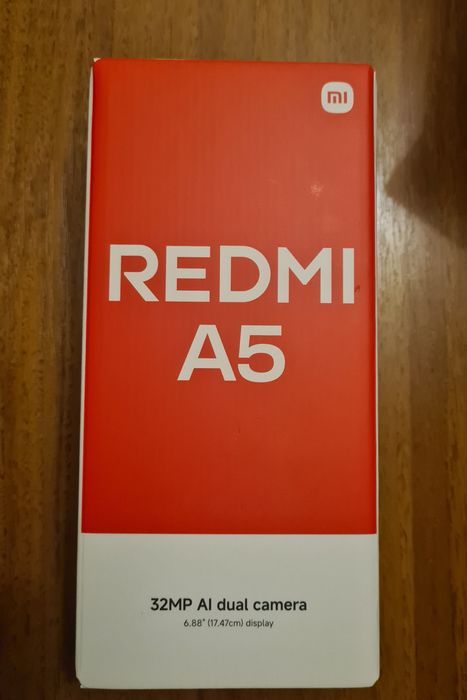 mi
REDMI
A5
32MP AI dual camera
6.88" (17.47cm) display